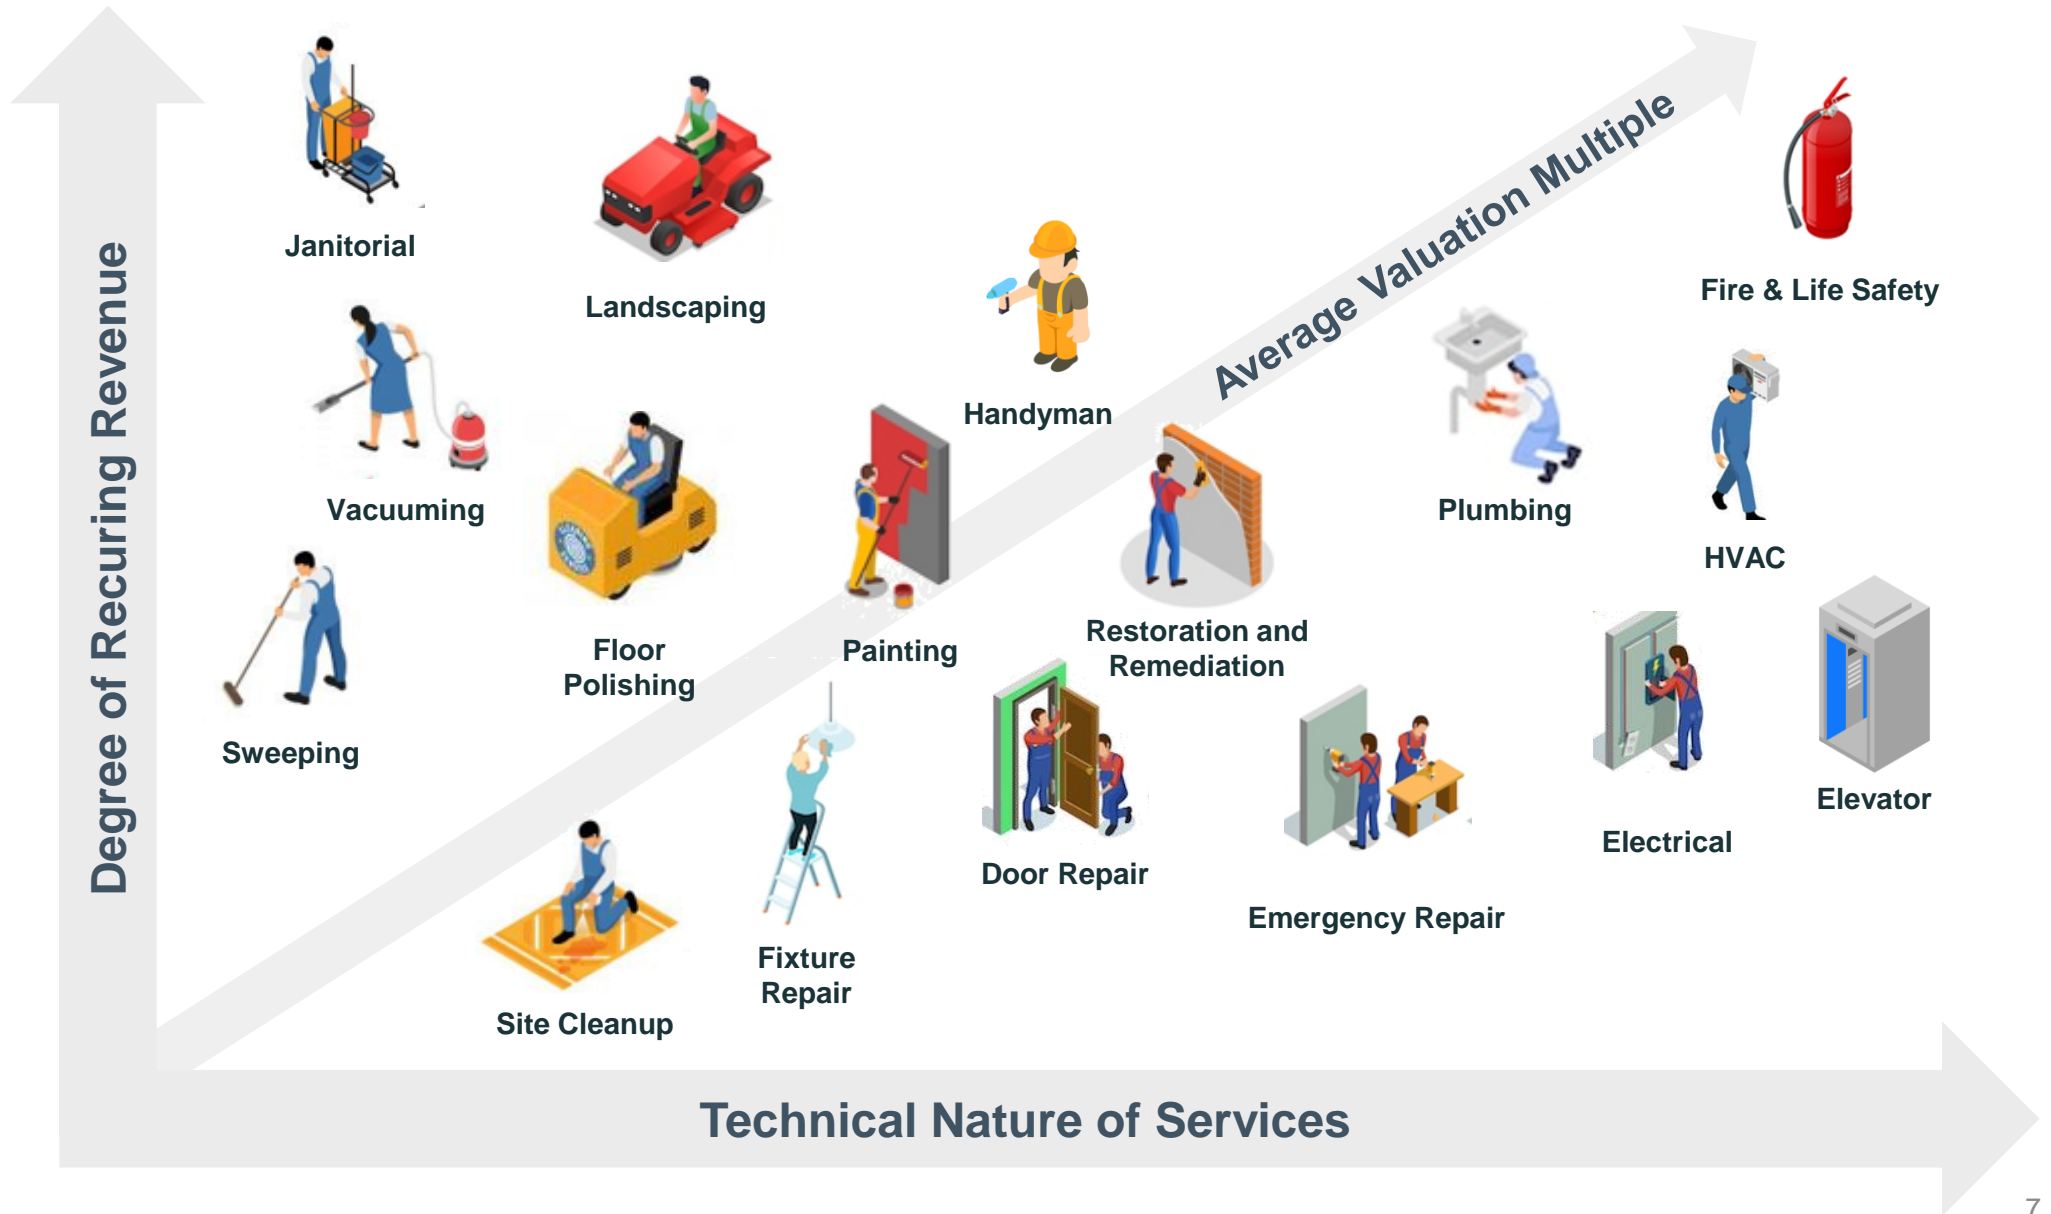 Degree of Recuring Revenue
Average Valuation Multiple
Janitorial
Landscaping
Handyman
Fire & Life Safety
Vacuuming
Plumbing
HVAC
Sweeping
Floor
Polishing
Painting
Restoration and
Remediation
Electrical
Elevator
Door Repair
Emergency Repair
Fixture
Repair
Site Cleanup
Technical Nature of Services
7